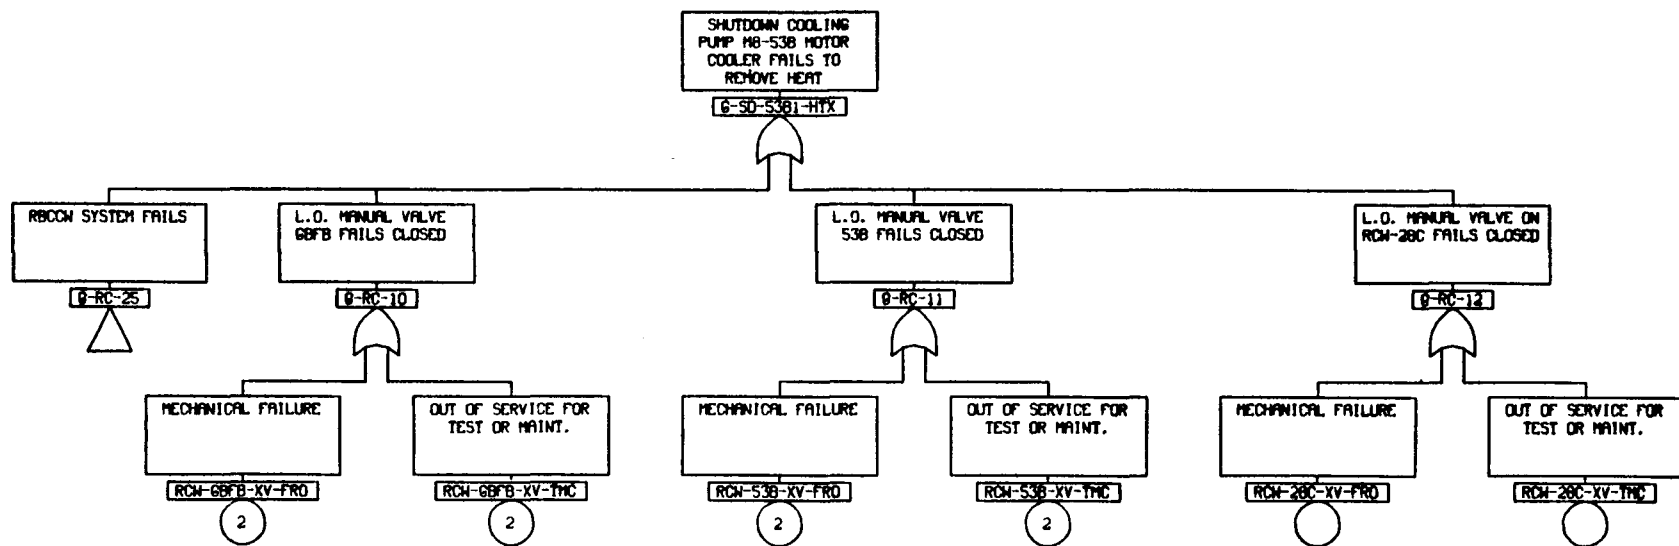 SHUTDOWN COOLING
PUMP M8-53B MOTOR
COOLER FAILS TO
REMOVE HEAT
G-SD-53B1-HTX
RBCCW SYSTEM FAILS
L.O. MANUAL VALVE
6BFB FAILS CLOSED
L.O. MANUAL VALVE
53B FAILS CLOSED
L.O. MANUAL VALVE ON
RCW-28C FAILS CLOSED
G-RC-25
G-RC-10
G-RC-11
G-RC-12
MECHANICAL FAILURE
OUT OF SERVICE FOR
TEST OR MAINT.
MECHANICAL FAILURE
OUT OF SERVICE FOR
TEST OR MAINT.
MECHANICAL FAILURE
OUT OF SERVICE FOR
TEST OR MAINT.
RCW-6BFB-XV-FRO
RCW-6BFB-XV-TMC
RCW-53B-XV-FRO
RCW-53B-XV-TMC
RCW-28C-XV-FRO
RCW-28C-XV-TMC
2
2
2
2